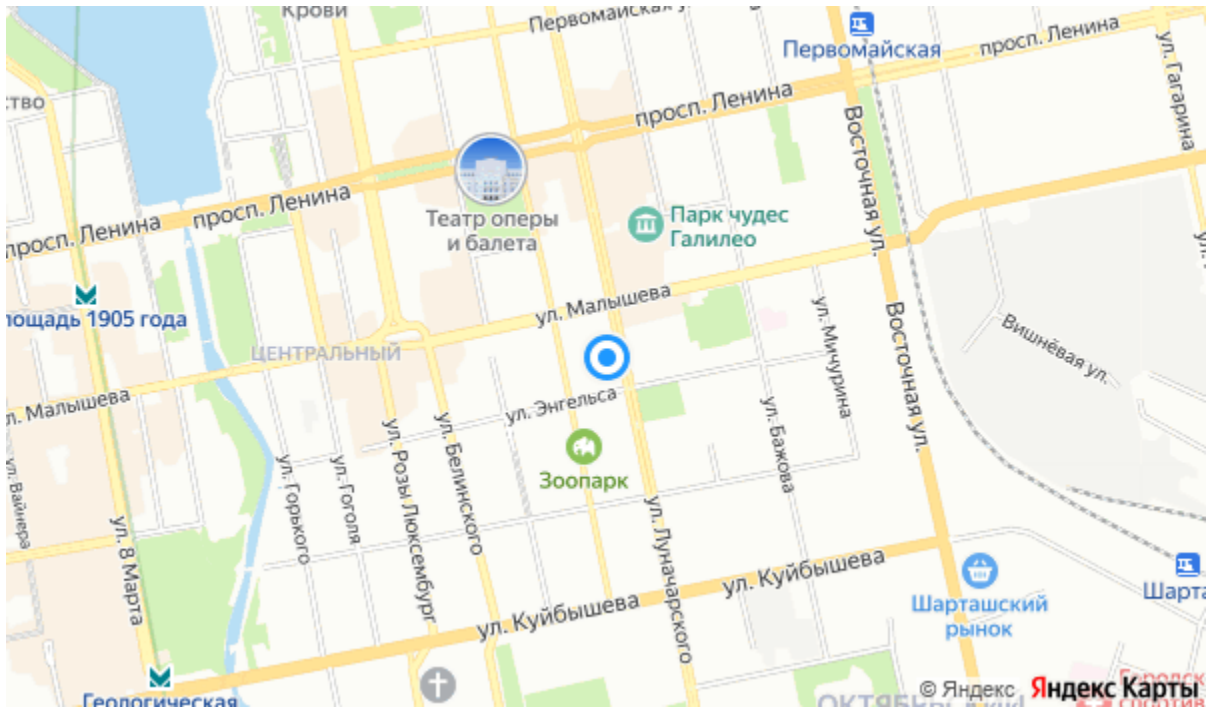 Крови
Первомайская у
Первомайская
просп. Ленина
ул. Гагарина
тво
просп. Ленина
Восточная ул.
просп. Ленина
просп. Ленина
Театр оперы
и балета
Парк чудес
Галилео
лощадь 1905 года
ул. Малышева
ЦЕНТРАЛЬНЫЙ
ул. Мичурина
Восточная ул.
Вишнёвая ул.
л. Малышева
ул. Энгельса
ул. Бажова
ул. Вайнера
ул. 8 Марта
ул. Горького
ул. Гоголя
ул. Розы Люксембург
ул. Белинского
Зоопарк
ул. Луначарского
ул. Куйбышева
ул. Куйбышева
Шарташский
рынок
Шарта
Геологическая
© Яндекс Яндекс Карты